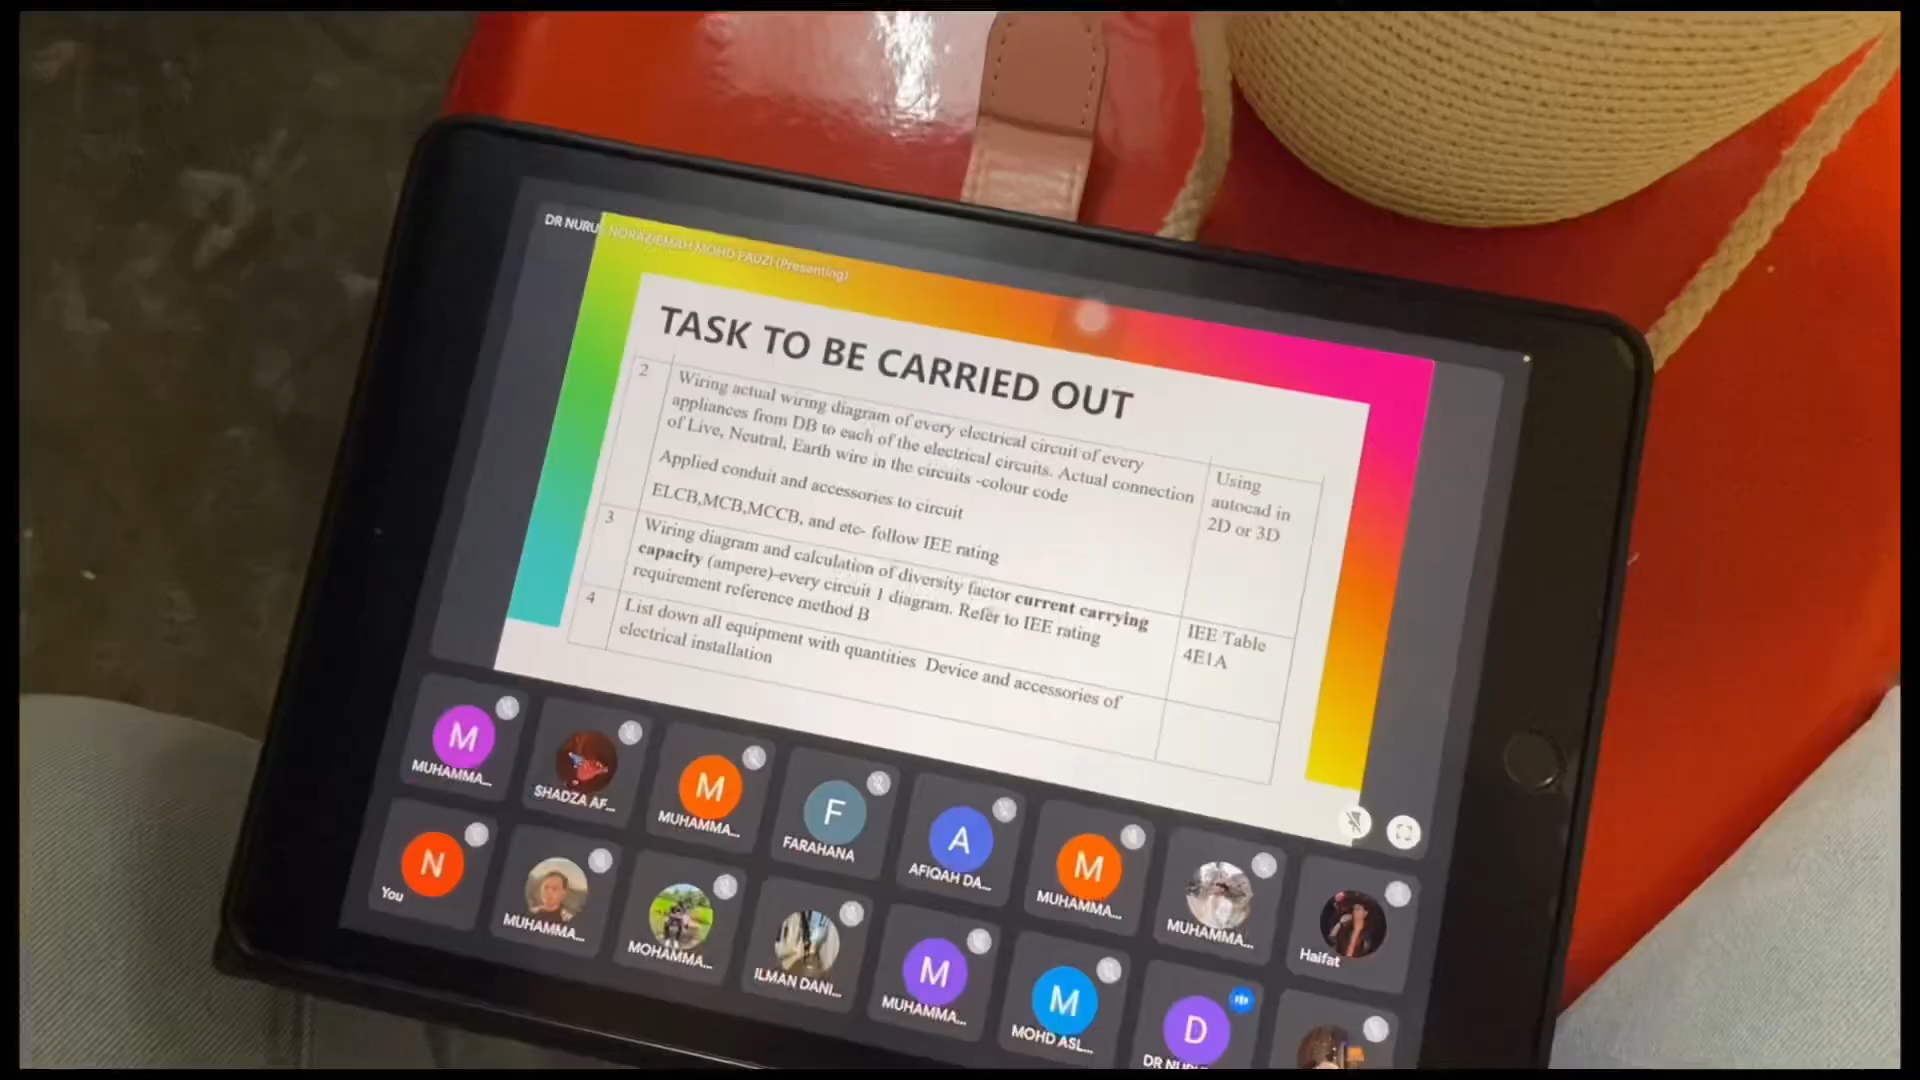 DR NURUL NORAZIEMAH MOHD PAUZI (Presenting)
TASK TO BE CARRIED OUT
2
Wiring actual wiring diagram of every electrical circuit of every
appliances from DB to each of the electrical circuits. Actual connection
of Live, Neutral, Earth wire in the circuits -colour code
Applied conduit and accessories to circuit
ELCB,MCB,MCCB, and etc- follow IEE rating
Using
autocad in
2D or 3D
3
Wiring diagram and calculation of diversity factor current carrying
capacity (ampere)-every circuit 1 diagram. Refer to IEE rating
requirement reference method B
IEE Table
4E1A
4
List down all equipment with quantities Device and accessories of
electrical installation
M
MUHAMMA...
SHADZA AF...
M
MUHAMMA...
F
FARAHANA
A
AFIQAH DA...
M
MUHAMMA...
MUHAMMA...
Haifat
N
You
MUHAMMA...
MOHAMMA...
ILMAN DANI...
M
MUHAMMA...
M
MOHD ASL...
D
DR NURU...